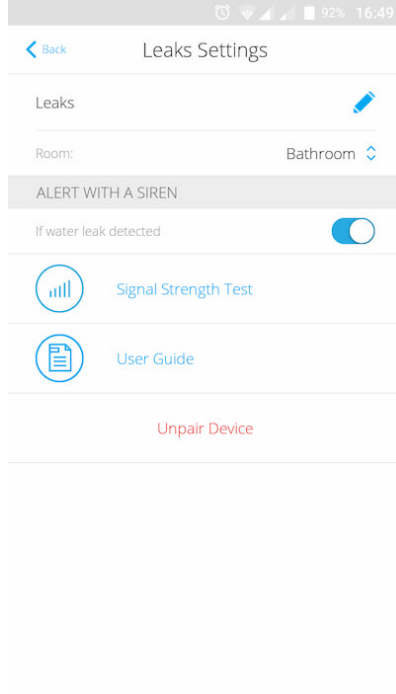 92% 16:49
Back Leaks Settings
Leaks
Room: Bathroom
ALERT WITH A SIREN
If water leak detected
Signal Strength Test
User Guide
Unpair Device